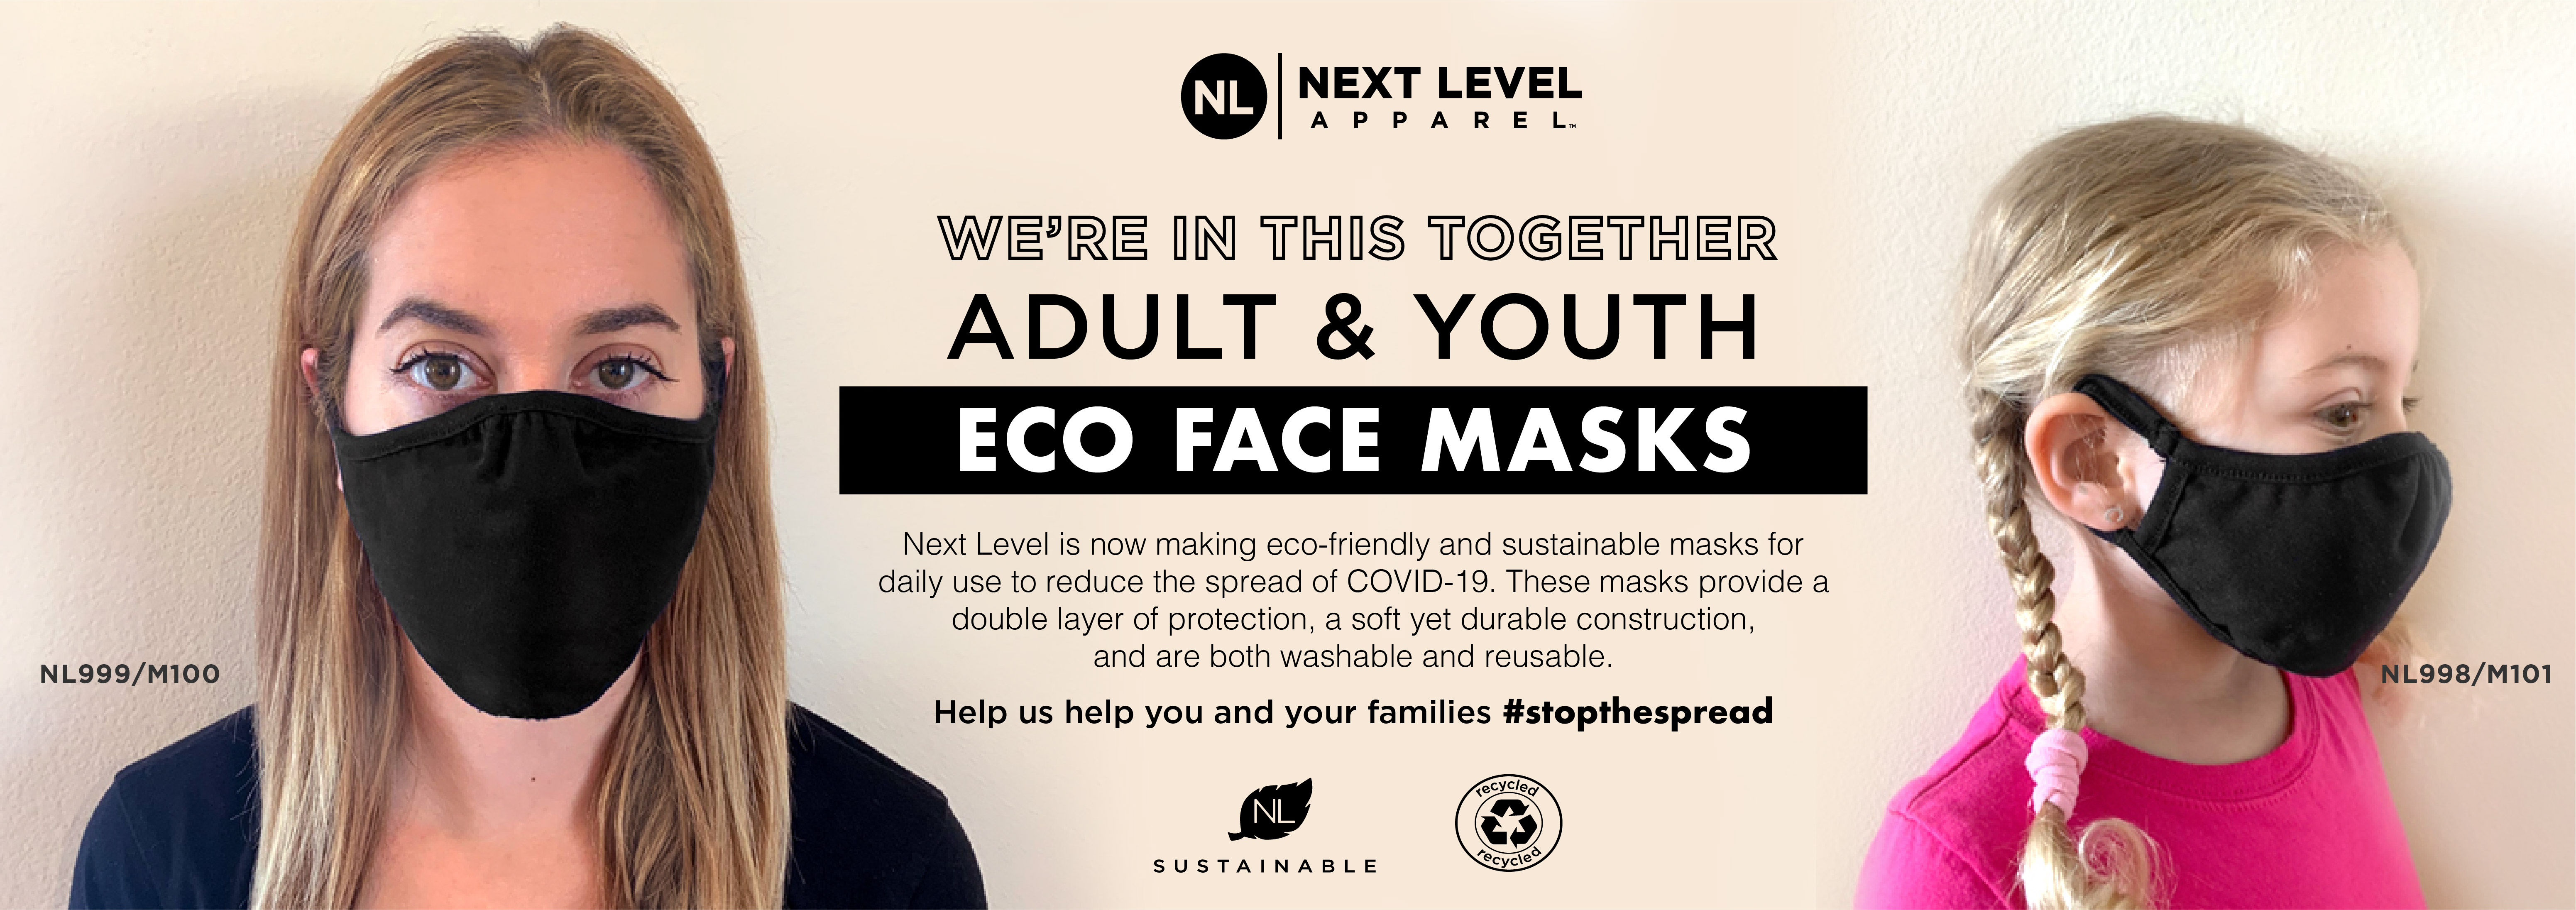 NL
NEXT LEVEL
APPAREL™
WE'RE IN THIS TOGETHER
ADULT & YOUTH
ECO FACE MASKS
Next Level is now making eco-friendly and sustainable masks for
daily use to reduce the spread of COVID-19. These masks provide a
double layer of protection, a soft yet durable construction,
and are both washable and reusable.
Help us help you and your families #stopthespread
NL999/M100
NL998/M101
NL
SUSTAINABLE
recycled
recycled